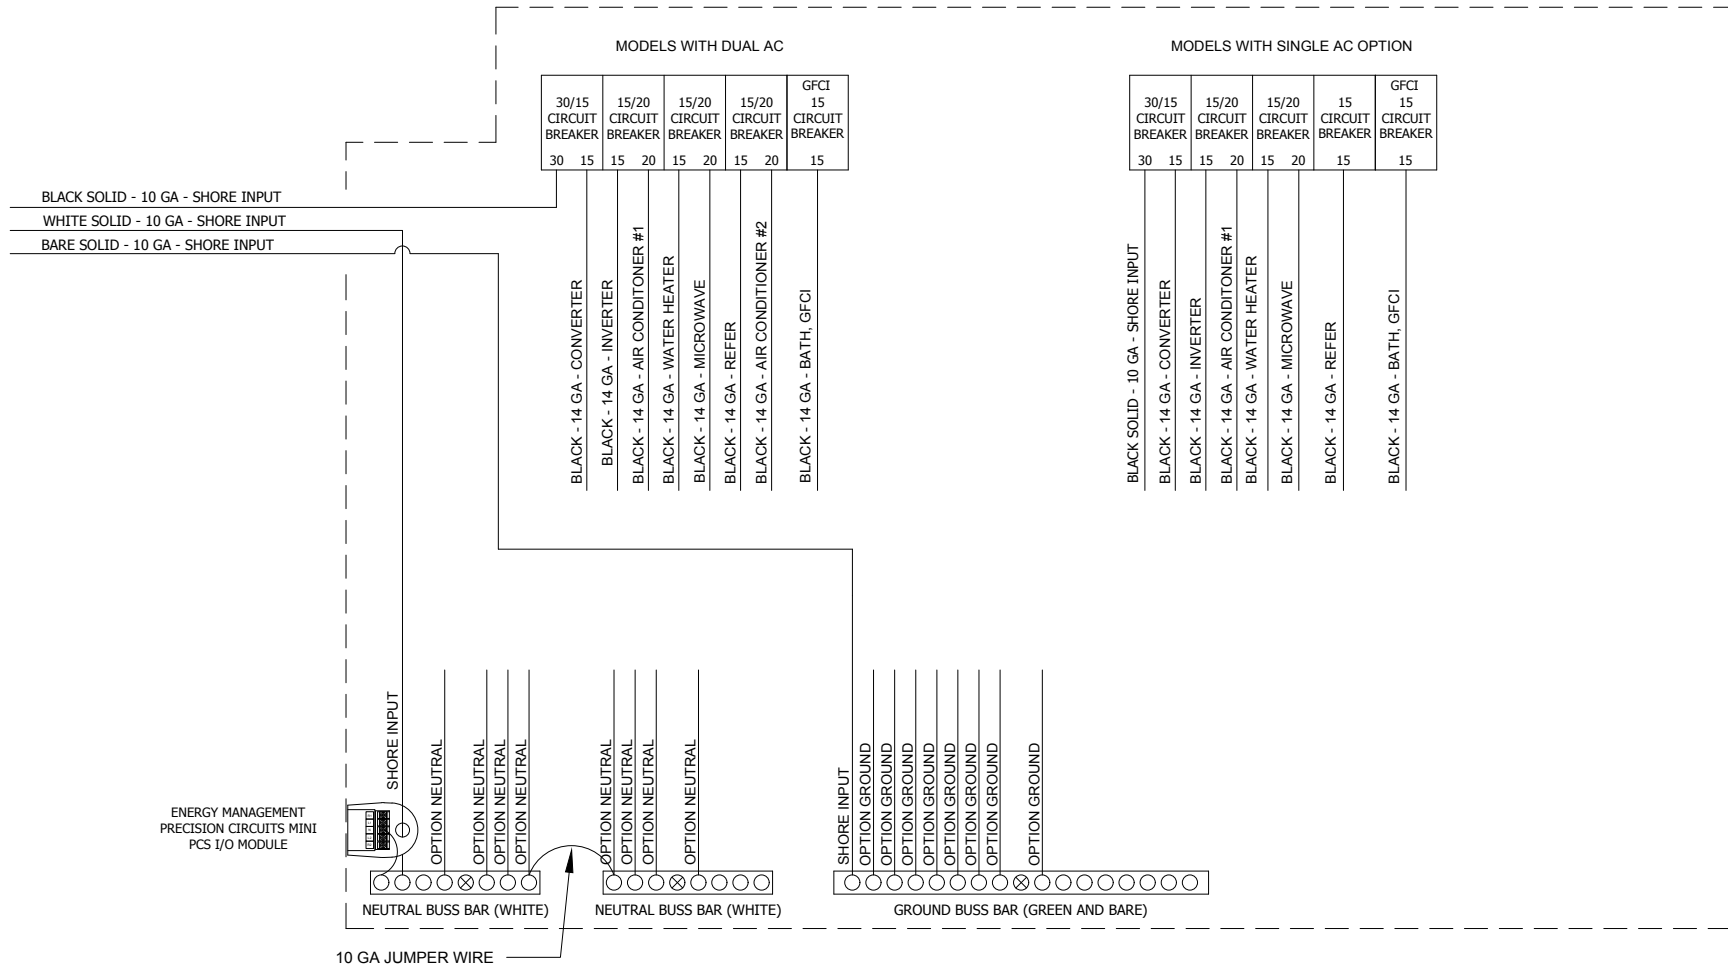 MODELS WITH DUAL AC
MODELS WITH SINGLE AC OPTION
30/15
CIRCUIT
BREAKER
30 15
15/20
CIRCUIT
BREAKER
15 20
15/20
CIRCUIT
BREAKER
15 20
15/20
CIRCUIT
BREAKER
15 20
GFCI
15
CIRCUIT
BREAKER
15
30/15
CIRCUIT
BREAKER
30 15
15/20
CIRCUIT
BREAKER
15 20
15/20
CIRCUIT
BREAKER
15 20
15
CIRCUIT
BREAKER
15
GFCI
15
CIRCUIT
BREAKER
15
BLACK SOLID - 10 GA - SHORE INPUT
WHITE SOLID - 10 GA - SHORE INPUT
BARE SOLID - 10 GA - SHORE INPUT
BLACK - 14 GA - CONVERTER
BLACK - 14 GA - INVERTER
BLACK - 14 GA - AIR CONDITONER #1
BLACK - 14 GA - WATER HEATER
BLACK - 14 GA - MICROWAVE
BLACK - 14 GA - REFER
BLACK - 14 GA - AIR CONDITIONER #2
BLACK - 14 GA - BATH, GFCI
BLACK SOLID - 10 GA - SHORE INPUT
BLACK - 14 GA - CONVERTER
BLACK - 14 GA - INVERTER
BLACK - 14 GA - AIR CONDITONER #1
BLACK - 14 GA - WATER HEATER
BLACK - 14 GA - MICROWAVE
BLACK - 14 GA - REFER
BLACK - 14 GA - BATH, GFCI
SHORE INPUT
OPTION NEUTRAL
OPTION NEUTRAL
OPTION NEUTRAL
OPTION NEUTRAL
OPTION NEUTRAL
OPTION NEUTRAL
OPTION NEUTRAL
OPTION NEUTRAL
SHORE INPUT
OPTION GROUND
OPTION GROUND
OPTION GROUND
OPTION GROUND
OPTION GROUND
OPTION GROUND
OPTION GROUND
OPTION GROUND
ENERGY MANAGEMENT
PRECISION CIRCUITS MINI
PCS I/O MODULE
NEUTRAL BUSS BAR (WHITE)
NEUTRAL BUSS BAR (WHITE)
GROUND BUSS BAR (GREEN AND BARE)
10 GA JUMPER WIRE